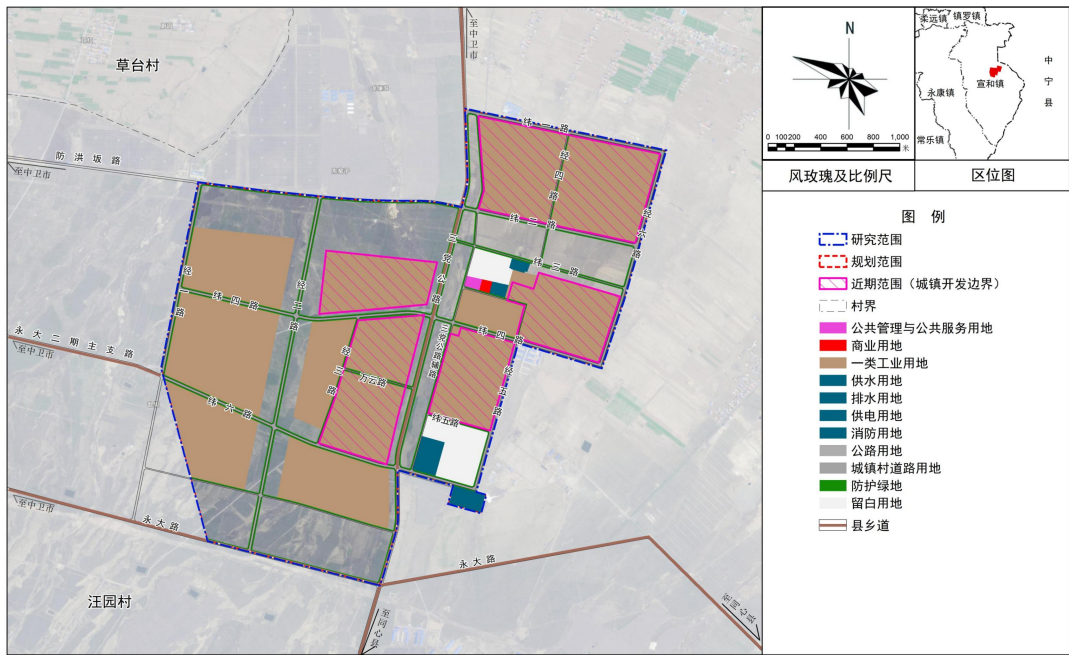 草台村
至中卫市
防洪坂路
至中卫市
纬一路
经四路
纬二路
经六路
三党公路
纬三路
经一路
纬四路
经二路
纬四路
三党公路辅路
永大二期主支路
至中卫市
经三路
万云路
经五路
纬六路
纬五路
至中卫市
永大路
永大路
汪园村
至同心县
至同心县
N
0 100200 400 600 800 1,000
米
风玫瑰及比例尺
柔远镇
镇罗镇
中宁县
宣和镇
永康镇
常乐镇
区位图
图 例
研究范围
规划范围
近期范围（城镇开发边界）
村界
公共管理与公共服务用地
商业用地
一类工业用地
供水用地
排水用地
供电用地
消防用地
公路用地
城镇村道路用地
防护绿地
留白用地
县乡道